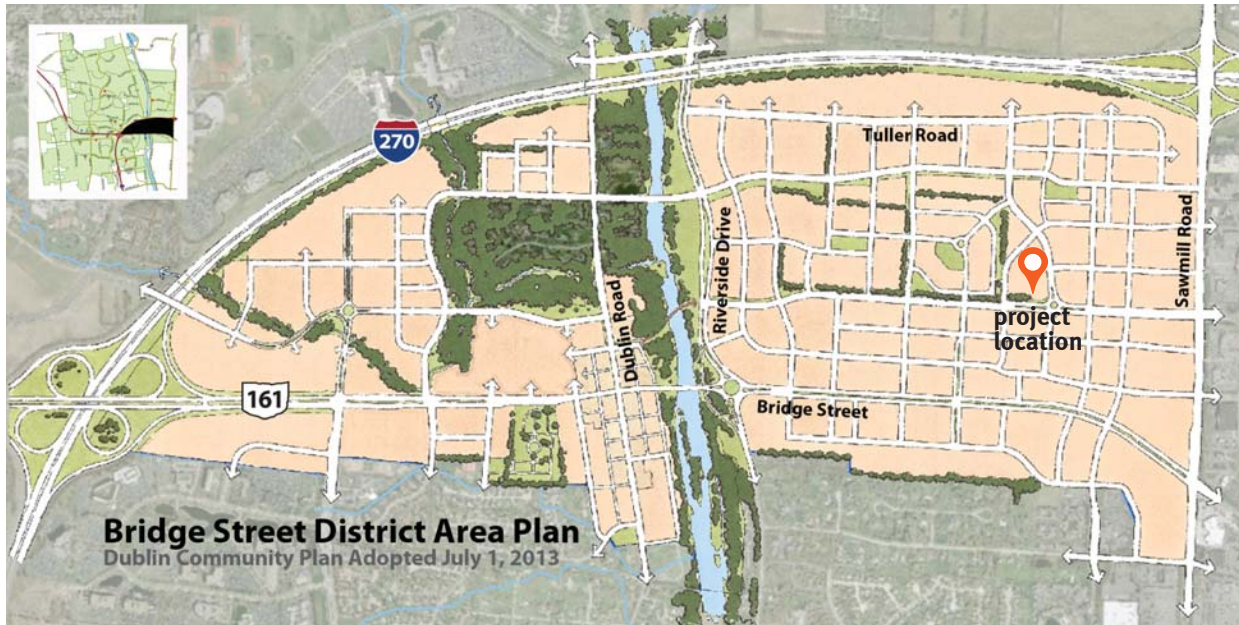 270
Tuller Road
Riverside Drive
Sawmill Road
Dublin Road
project
location
161
Bridge Street
Bridge Street District Area Plan
Dublin Community Plan Adopted July 1, 2013